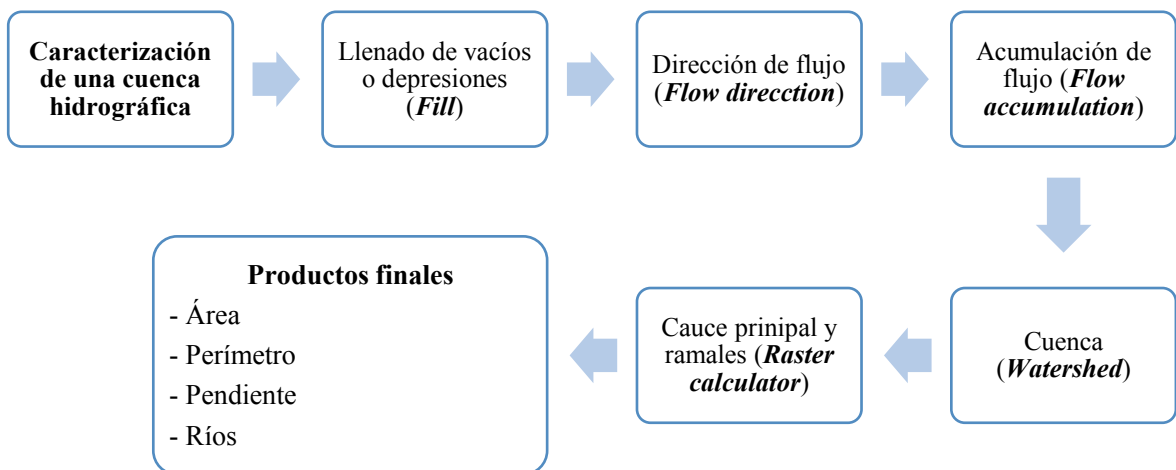 Caracterización
de una cuenca
hidrográfica
Llenado de vacíos
o depresiones
(Fill)
Dirección de flujo
(Flow direcction)
Acumulación de
flujo (Flow
accumulation)
Cuenca
(Watershed)
Cauce prinipal y
ramales (Raster
calculator)
Productos finales
- Área
- Perímetro
- Pendiente
- Ríos